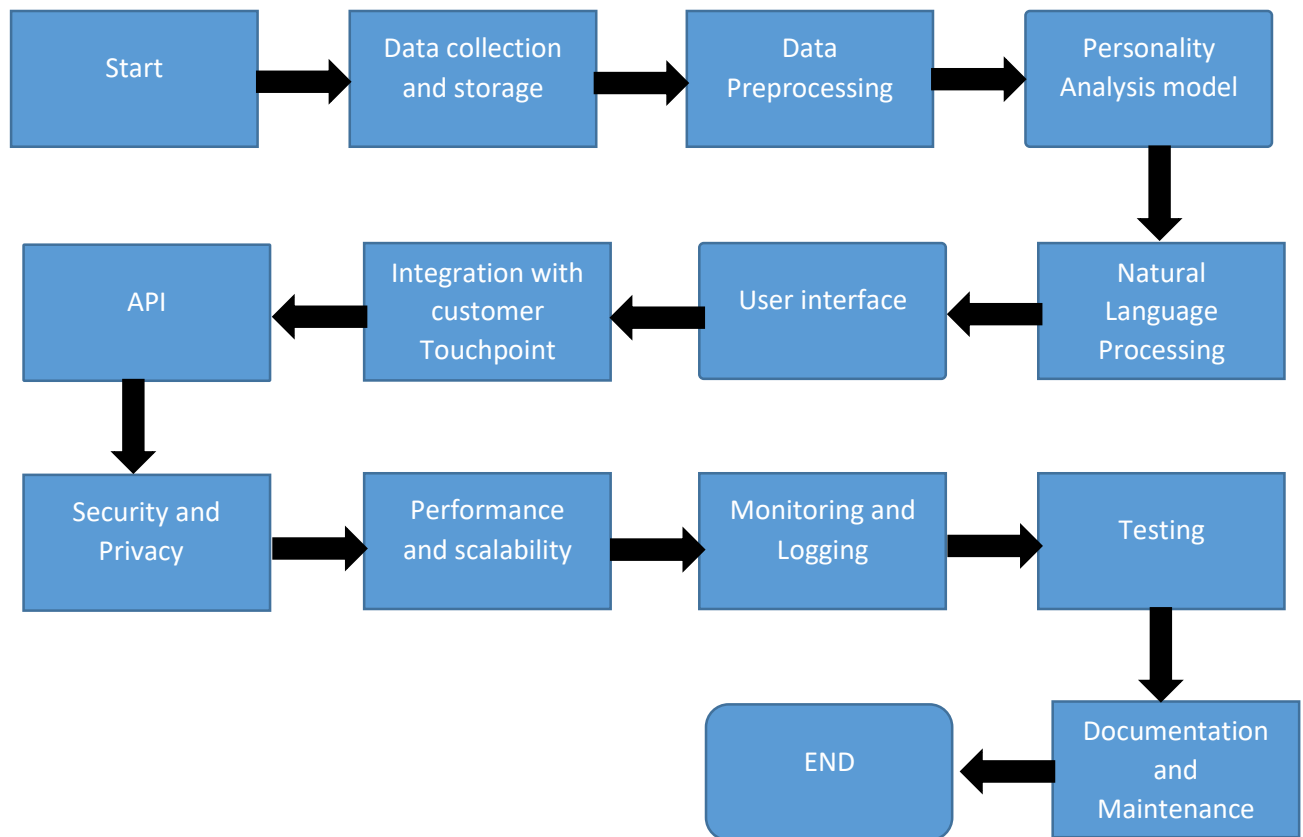 Start
Data collection
and storage
Data
Preprocessing
Personality
Analysis model
Natural
Language
Processing
User interface
Integration with
customer
Touchpoint
API
Security and
Privacy
Performance
and scalability
Monitoring and
Logging
Testing
Documentation
and
Maintenance
END